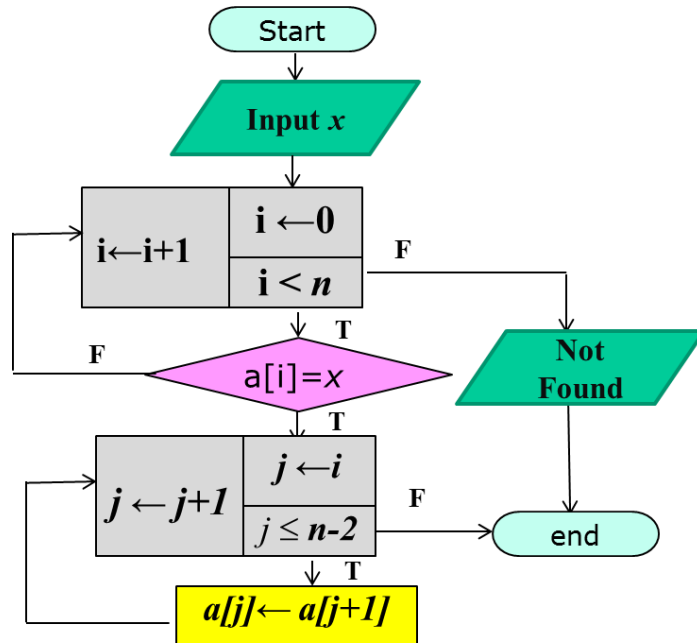 Start
Input x
i←i+1
i ←0
i < n
F
T
F
a[i]=x
Not
Found
T
j ← j+1
j ←i
j ≤ n-2
F
end
T
a[j]← a[j+1]